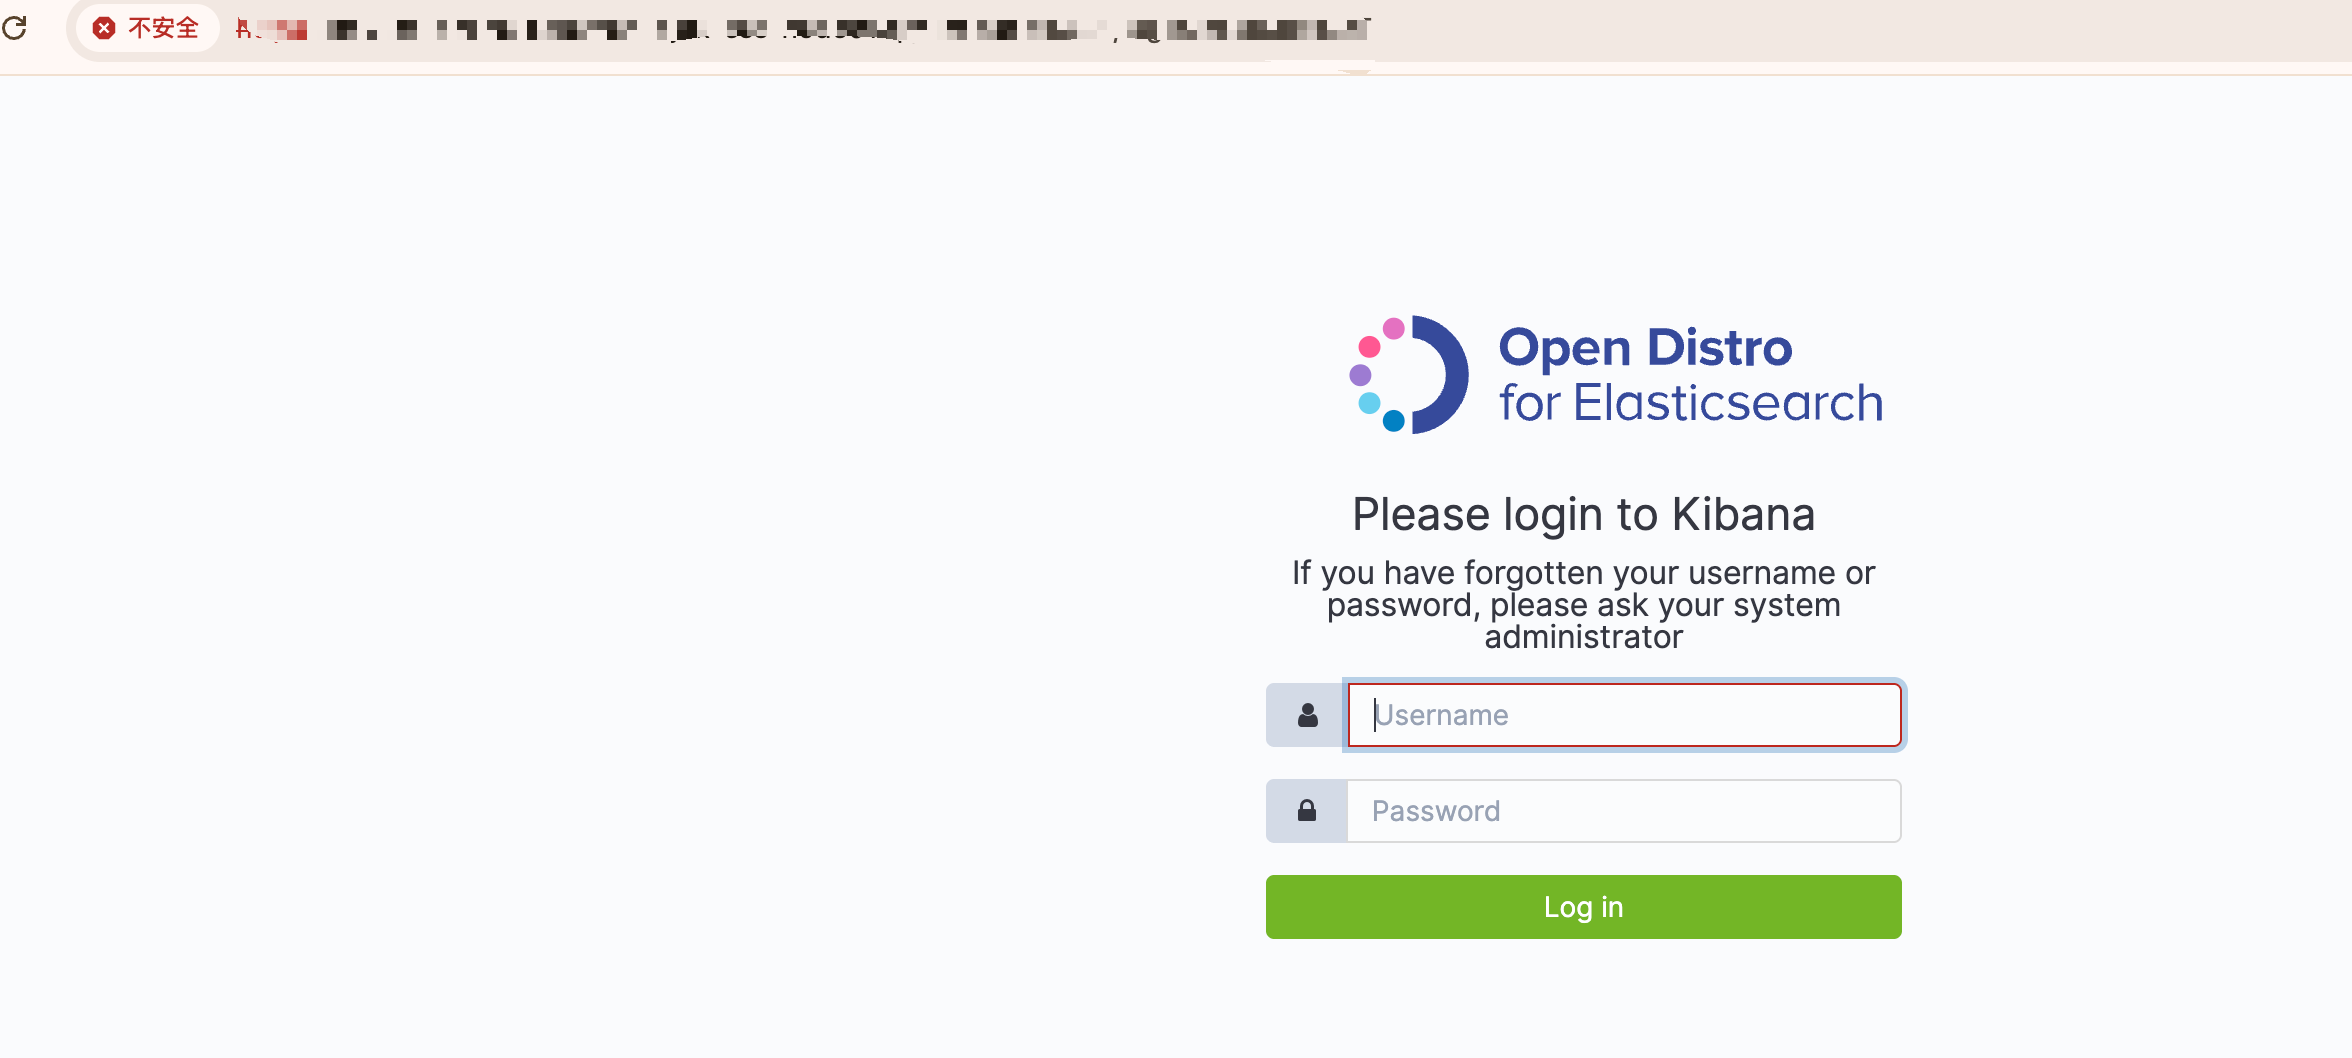 不安全
Open Distro
for Elasticsearch
Please login to Kibana
If you have forgotten your username or
password, please ask your system
administrator
Username
Password
Log in